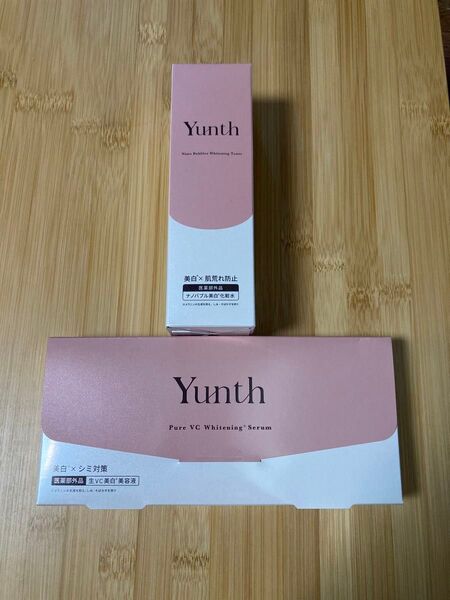 Yunth
Nano Bubbles Whitening Toner
美白*×肌荒れ防止
医薬部外品
ナノバブル美白*化粧水
Yunth
Pure VC Whitening* Serum
美白*×シミ対策
医薬部外品 生VC美白*美容液